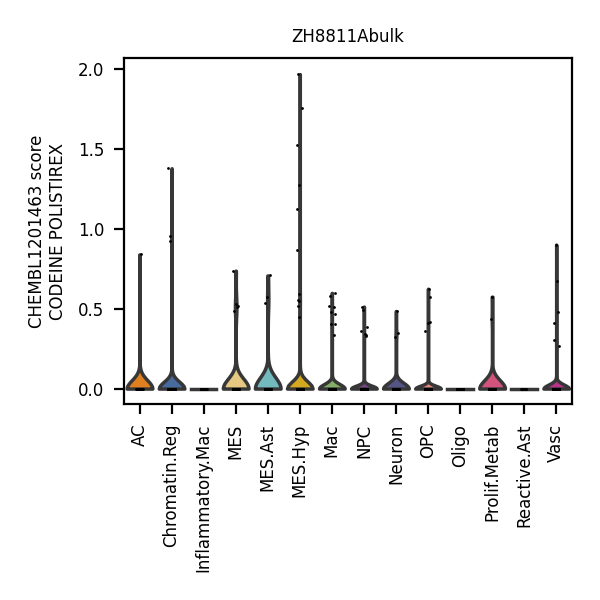 ZH8811Abulk
CHEMBL1201463 score
CODEINE POLISTIREX
2.0
1.5
1.0
0.5
0.0
AC
Chromatin.Reg
Inflammatory.Mac
MES
MES.Ast
MES.Hyp
Mac
NPC
Neuron
OPC
Oligo
Prolif.Metab
Reactive.Ast
Vasc